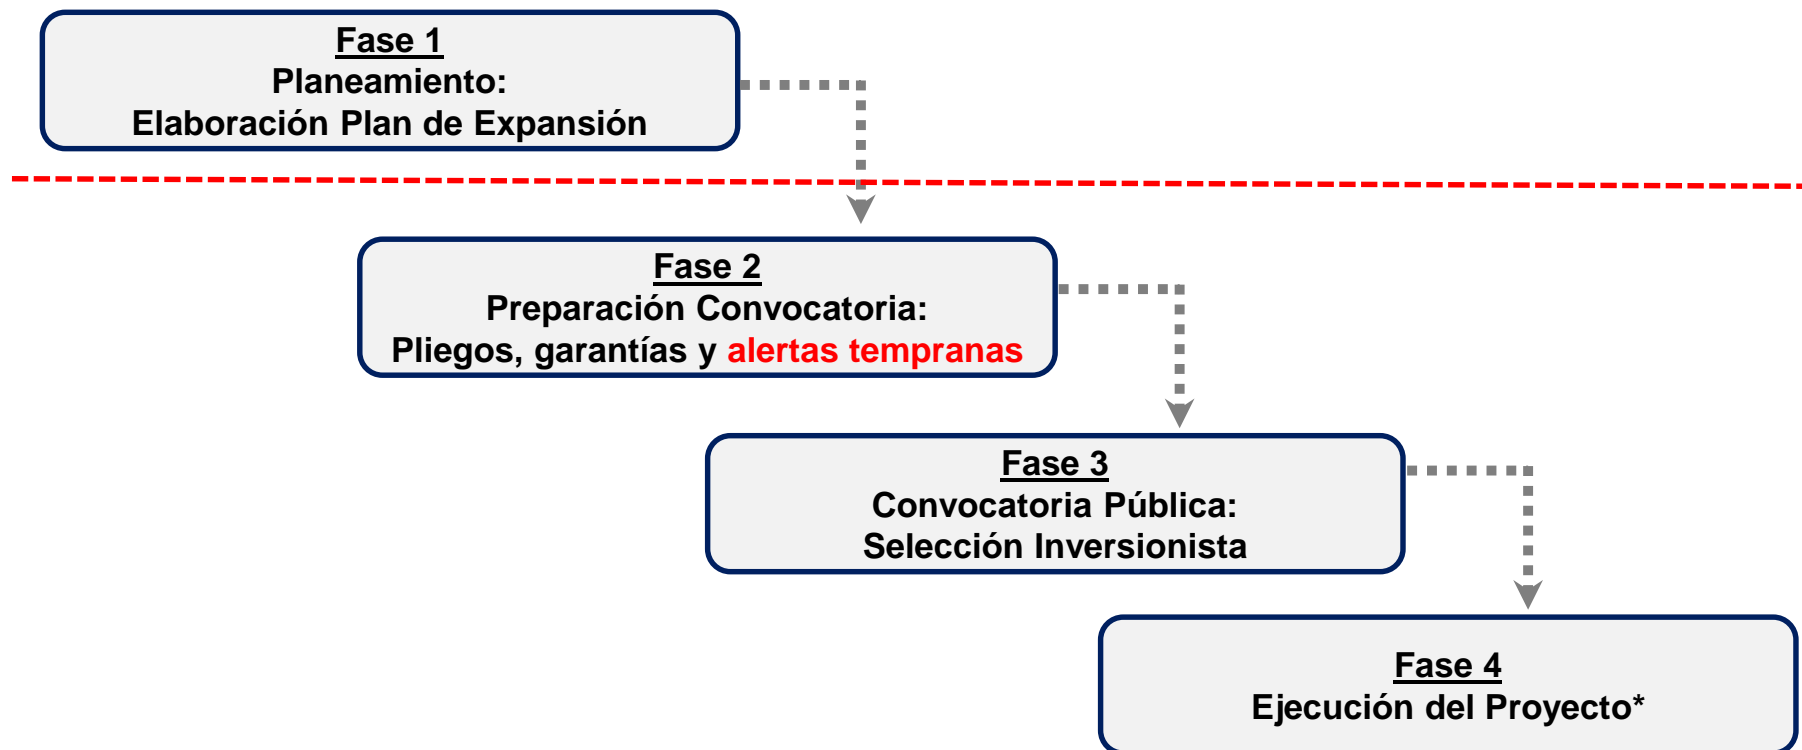 Fase 1
Planeamiento:
Elaboración Plan de Expansión
Fase 2
Preparación Convocatoria:
Pliegos, garantías y alertas tempranas
Fase 3
Convocatoria Pública:
Selección Inversionista
Fase 4
Ejecución del Proyecto*